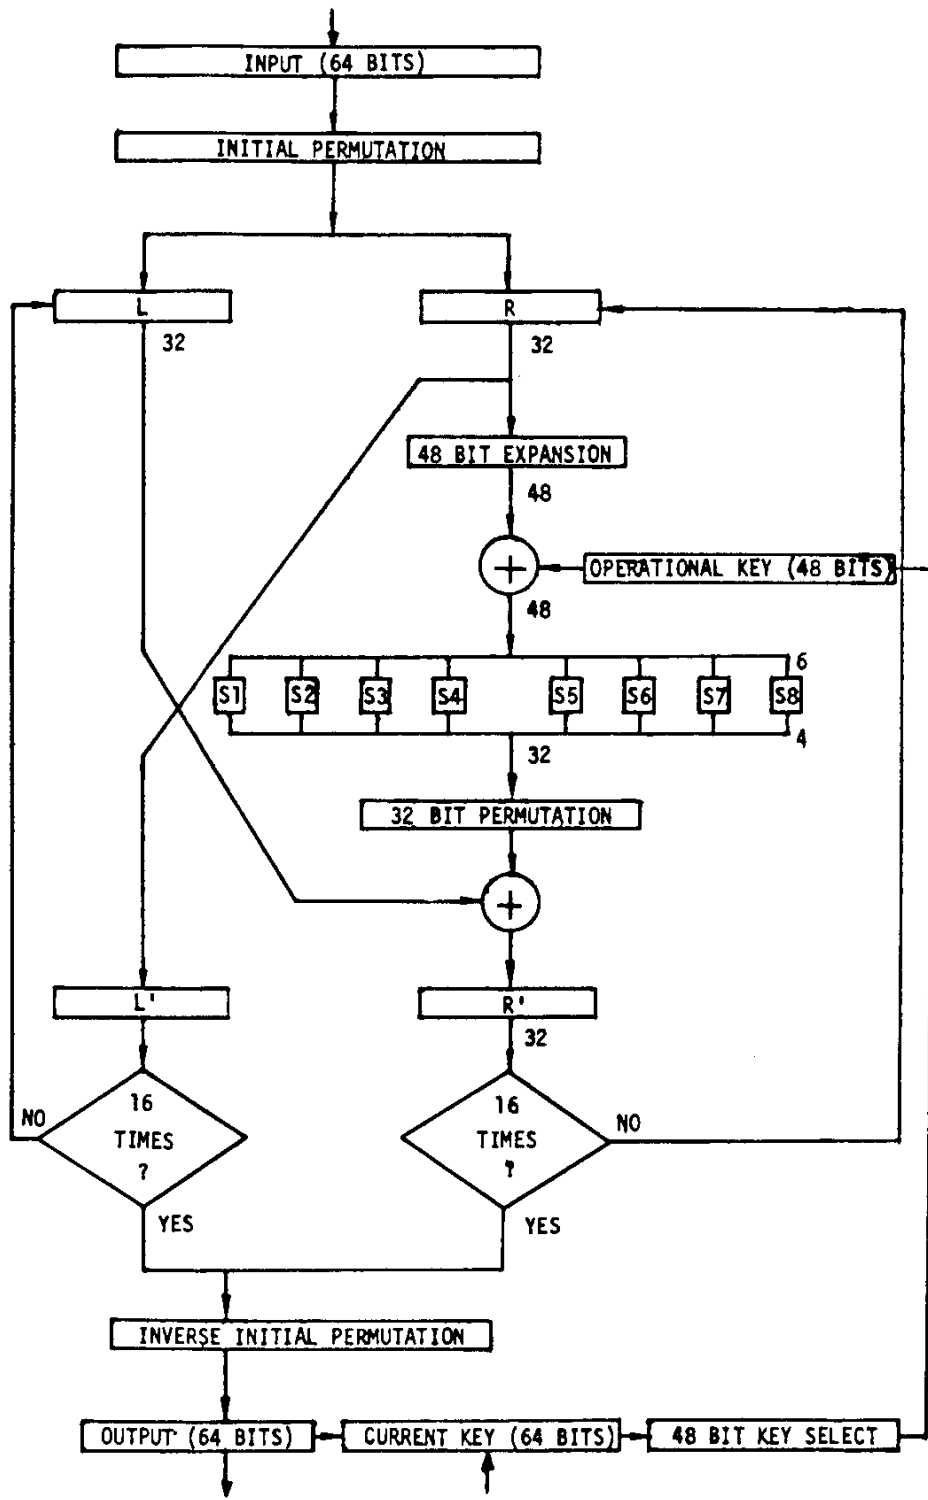 INPUT (64 BITS)
INITIAL PERMUTATION
L
R
32
32
48 BIT EXPANSION
48
+
OPERATIONAL KEY (48 BITS)
48
6
S1 S2 S3 S4 S5 S6 S7 S8
4
32
32 BIT PERMUTATION
+
L'
R'
32
16
TIMES
?
NO
YES
16
TIMES
?
NO
YES
INVERSE INITIAL PERMUTATION
OUTPUT (64 BITS)
CURRENT KEY (64 BITS)
48 BIT KEY SELECT